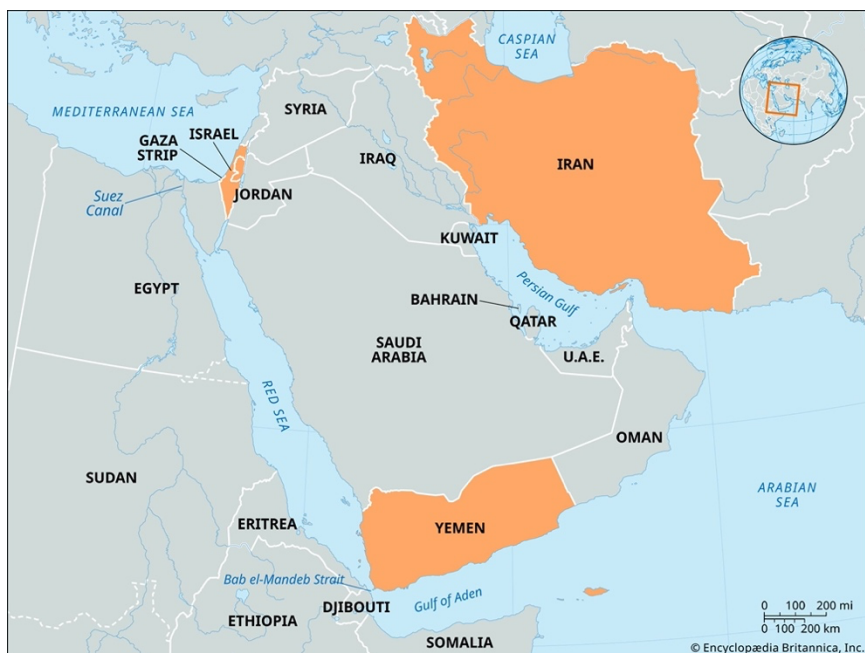 CASPIAN
SEA
MEDITERRANEAN SEA
SYRIA
ISRAEL
GAZA
STRIP
IRAQ
IRAN
Suez
Canal
JORDAN
KUWAIT
EGYPT
BAHRAIN
Persian Gulf
QATAR
SAUDI
ARABIA
U.A.E.
RED SEA
OMAN
SUDAN
ARABIAN
SEA
YEMEN
ERITREA
Bab el-Mandeb Strait
Gulf of Aden
DJIBOUTI
ETHIOPIA
SOMALIA
0 100 200 mi
0 100 200 km
© Encyclopædia Britannica, Inc.